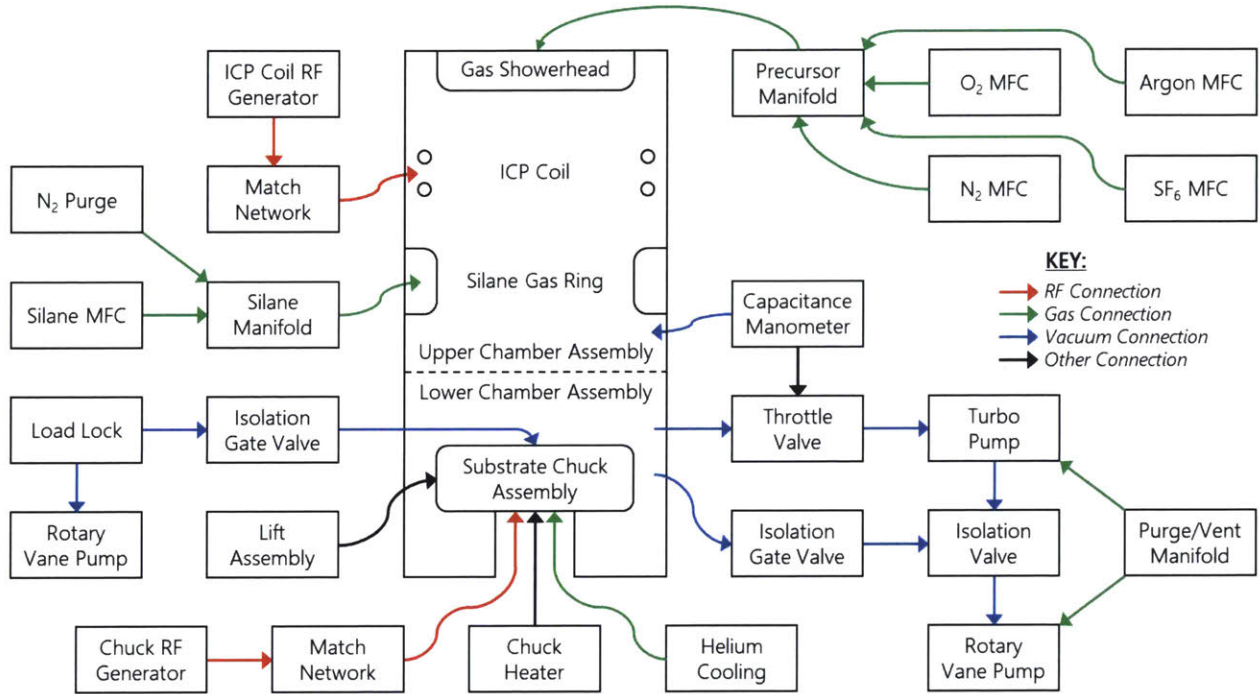 ICP Coil RF
Generator
Gas Showerhead
Precursor
Manifold
O₂ MFC
Argon MFC
N₂ Purge
Match
Network
ICP Coil
N₂ MFC
SF₆ MFC
Silane MFC
Silane
Manifold
Silane Gas Ring
Capacitance
Manometer
KEY:
RF Connection
Gas Connection
Vacuum Connection
Other Connection
Upper Chamber Assembly
Lower Chamber Assembly
Load Lock
Isolation
Gate Valve
Throttle
Valve
Turbo
Pump
Substrate Chuck
Assembly
Rotary
Vane Pump
Lift
Assembly
Isolation
Gate Valve
Isolation
Valve
Purge/Vent
Manifold
Chuck RF
Generator
Match
Network
Chuck
Heater
Helium
Cooling
Rotary
Vane Pump